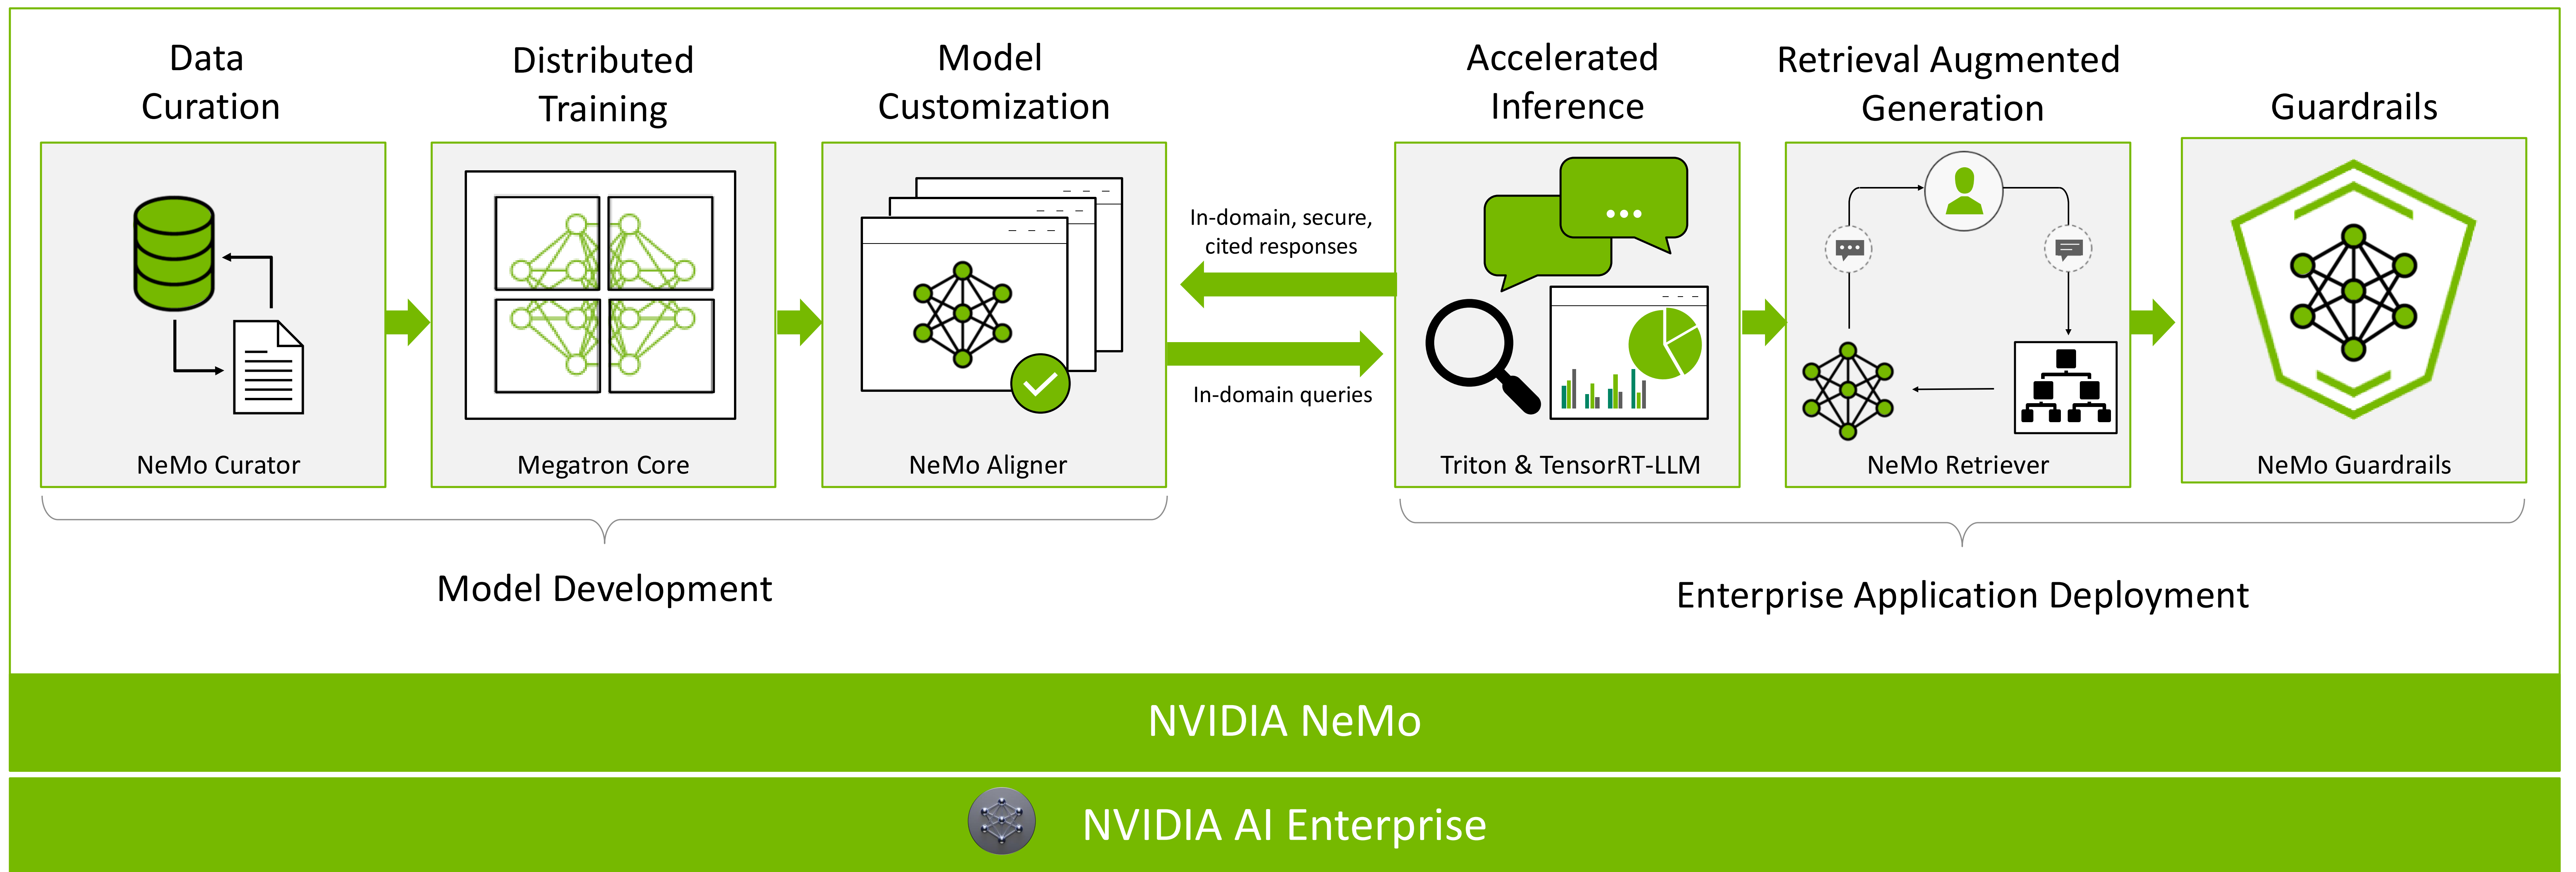 Data
Curation
Distributed
Training
Model
Customization
Accelerated
Inference
Retrieval Augmented
Generation
Guardrails
In-domain, secure,
cited responses
In-domain queries
NeMo Curator
Megatron Core
NeMo Aligner
Triton & TensorRT-LLM
NeMo Retriever
NeMo Guardrails
Model Development
Enterprise Application Deployment
NVIDIA NeMo
NVIDIA AI Enterprise